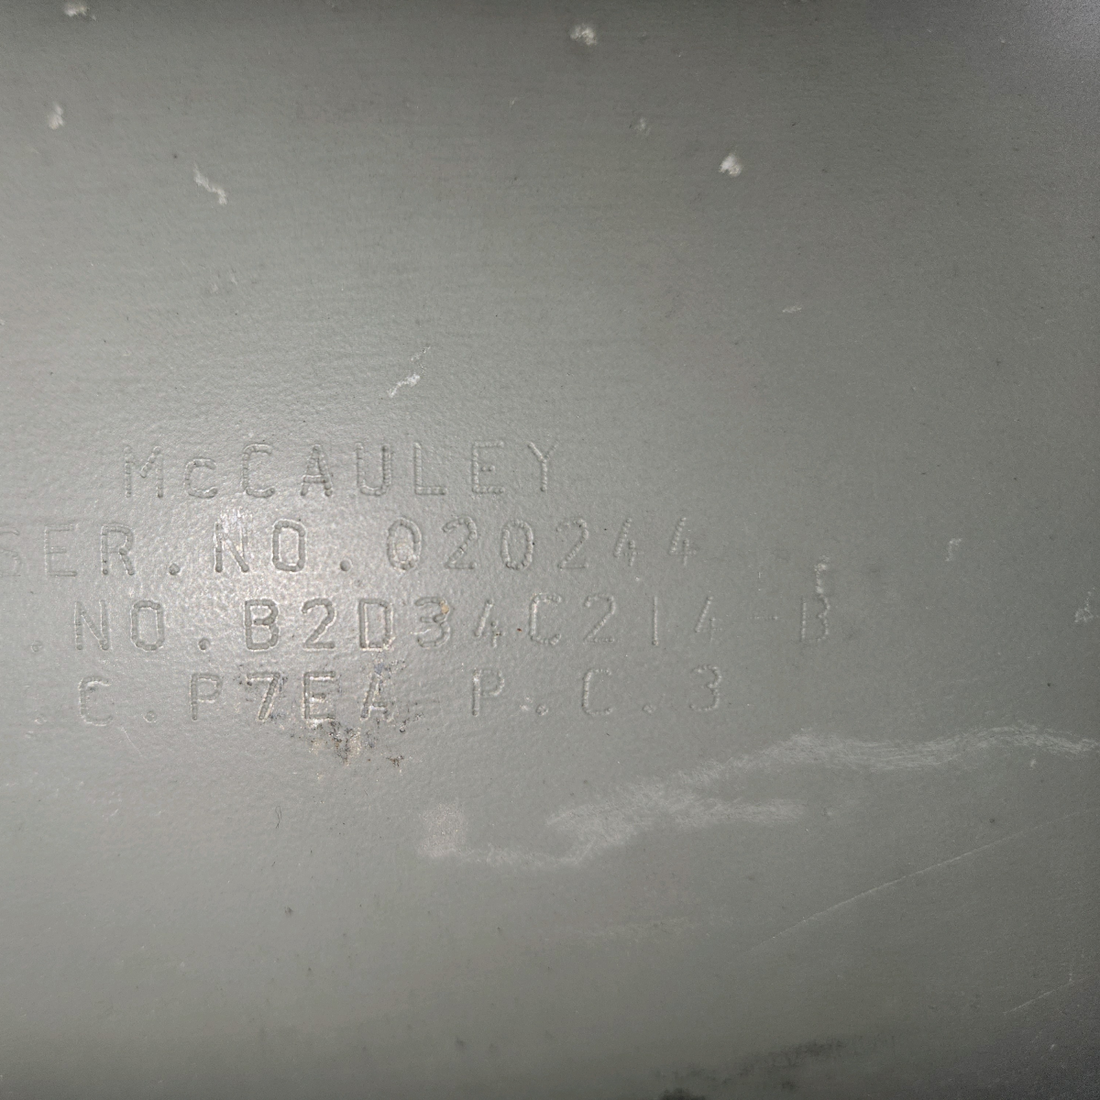 McCAULEY
SER.NO.020244
.NO.B2D34C214-B
C.P7EA P.C.3